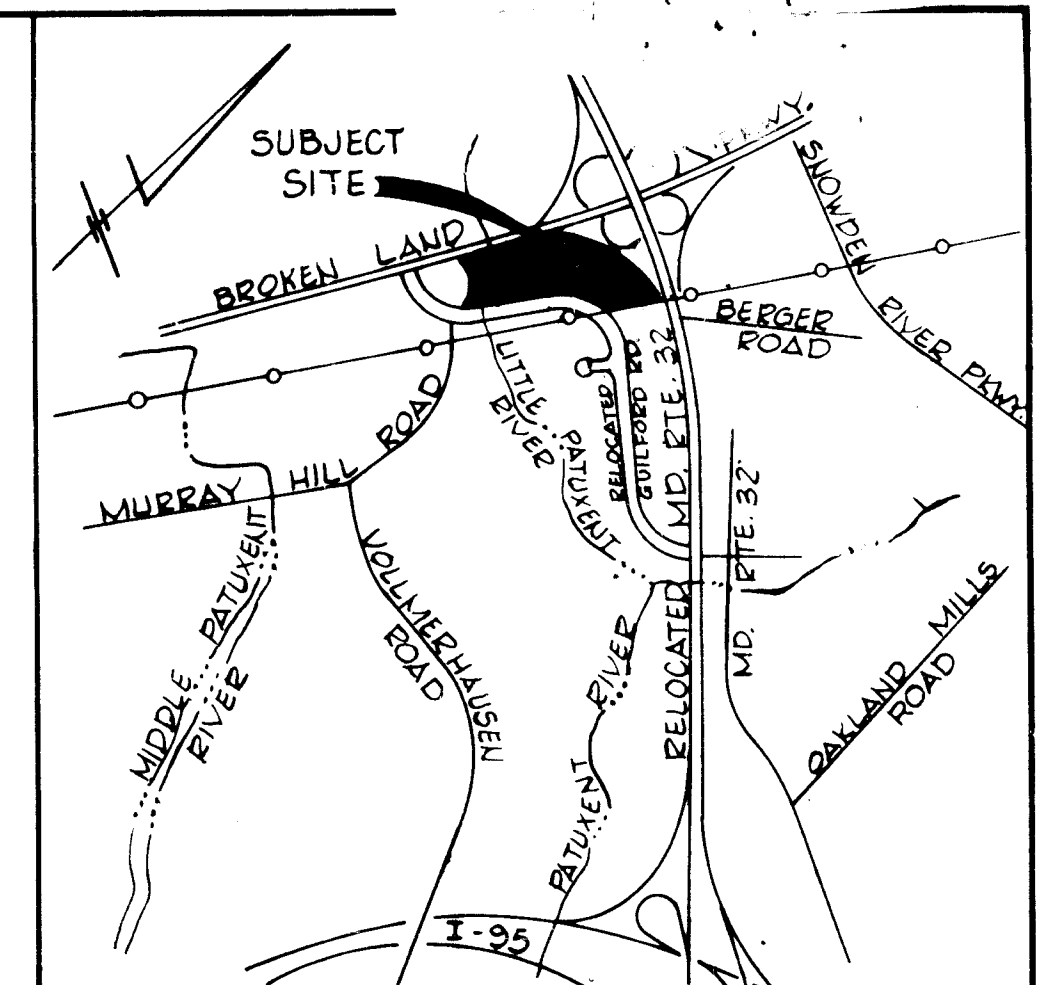 SUBJECT
SITE
BROKEN LAND PKWY.
SNOWDEN RIVER PKWY.
BERGER
ROAD
LITTLE PATUXENT
RIVER
RELOCATED
GUILFORD RD.
RELOCATED MD. RTE. 32
MURRAY HILL ROAD
MD. RTE. 32
VOLLMERHAUSEN
ROAD
MIDDLE PATUXENT
RIVER
PATUXENT RIVER
OAKLAND MILLS
ROAD
I-95